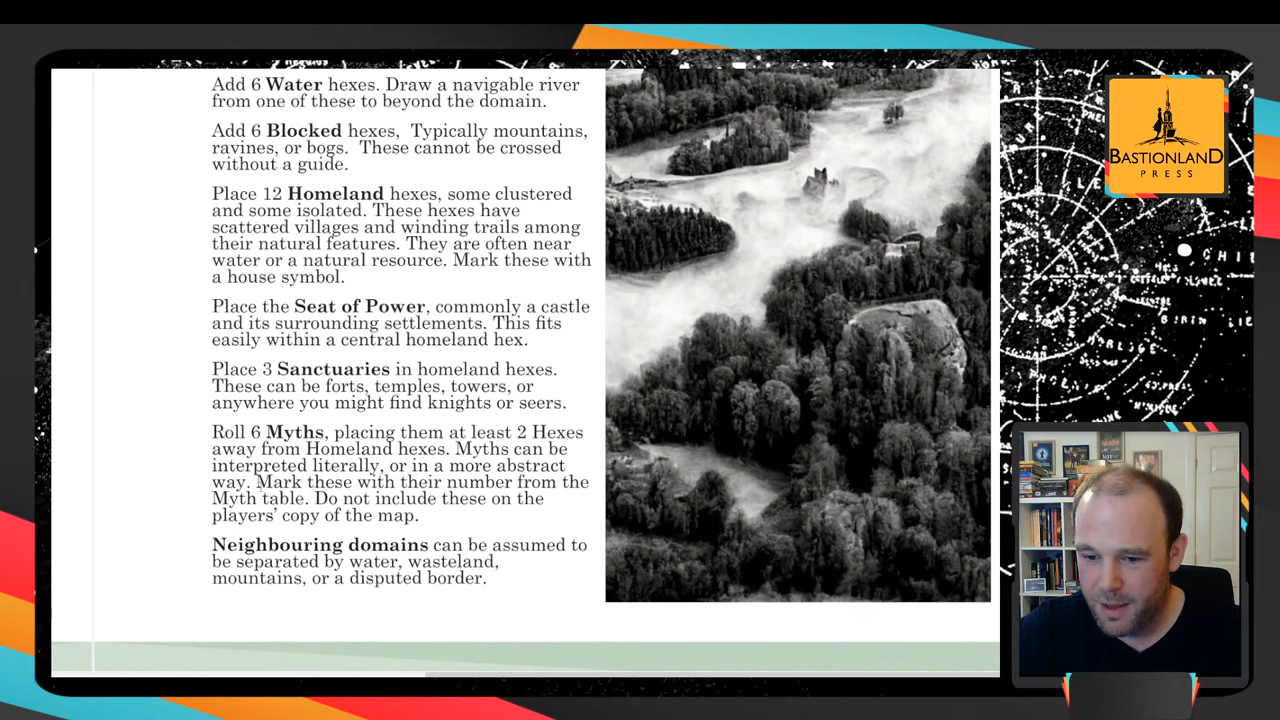 Add 6 Water hexes. Draw a navigable river
from one of these to beyond the domain.
Add 6 Blocked hexes,  Typically mountains,
ravines, or bogs.  These cannot be crossed
without a guide.
Place 12 Homeland hexes, some clustered
and some isolated. These hexes have
scattered villages and winding trails among
their natural features. They are often near
water or a natural resource. Mark these with
a house symbol.
Place the Seat of Power, commonly a castle
and its surrounding settlements. This fits
easily within a central homeland hex.
Place 3 Sanctuaries in homeland hexes.
These can be forts, temples, towers, or
anywhere you might find knights or seers.
Roll 6 Myths, placing them at least 2 Hexes
away from Homeland hexes. Myths can be
interpreted literally, or in a more abstract
way. Mark these with their number from the
Myth table. Do not include these on the
players’ copy of the map.
Neighbouring domains can be assumed to
be separated by water, wasteland,
mountains, or a disputed border.
BASTIONLAND
PRESS